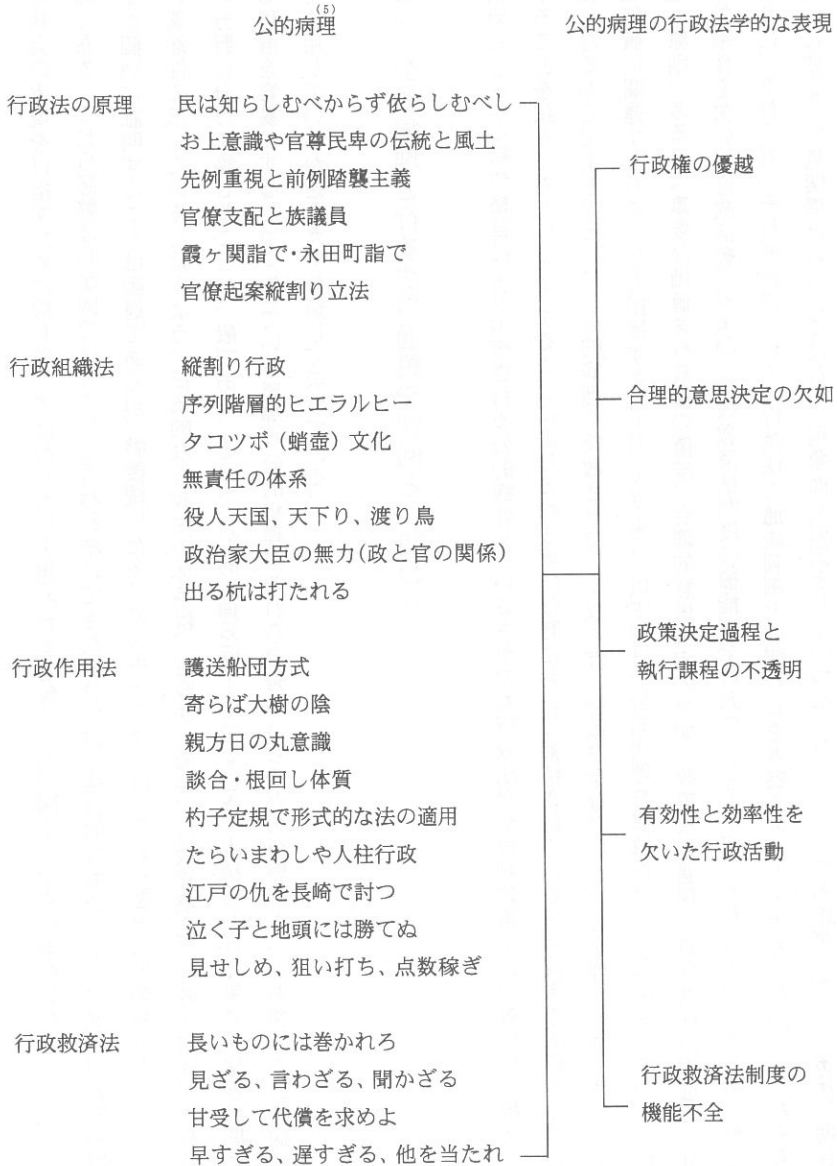 (5)
公的病理
公的病理の行政法学的な表現
行政法の原理
民は知らしむべからず依らしむべし
お上意識や官尊民卑の伝統と風土
先例重視と前例踏襲主義
官僚支配と族議員
霞ヶ関詣で・永田町詣で
官僚起案縦割り立法
行政組織法
縦割り行政
序列階層的ヒエラルヒー
タコツボ（蛸壺）文化
無責任の体系
役人天国、天下り、渡り鳥
政治家大臣の無力（政と官の関係）
出る杭は打たれる
行政作用法
護送船団方式
寄らば大樹の陰
親方日の丸意識
談合・根回し体質
杓子定規で形式的な法の適用
たらいまわしや人柱行政
江戸の仇を長崎で討つ
泣く子と地頭には勝てぬ
見せしめ、狙い打ち、点数稼ぎ
行政救済法
長いものには巻かれろ
見ざる、言わざる、聞かざる
甘受して代償を求めよ
早すぎる、遅すぎる、他を当たれ
行政権の優越
合理的意思決定の欠如
政策決定過程と
執行課程の不透明
有効性と効率性を
欠いた行政活動
行政救済法制度の
機能不全